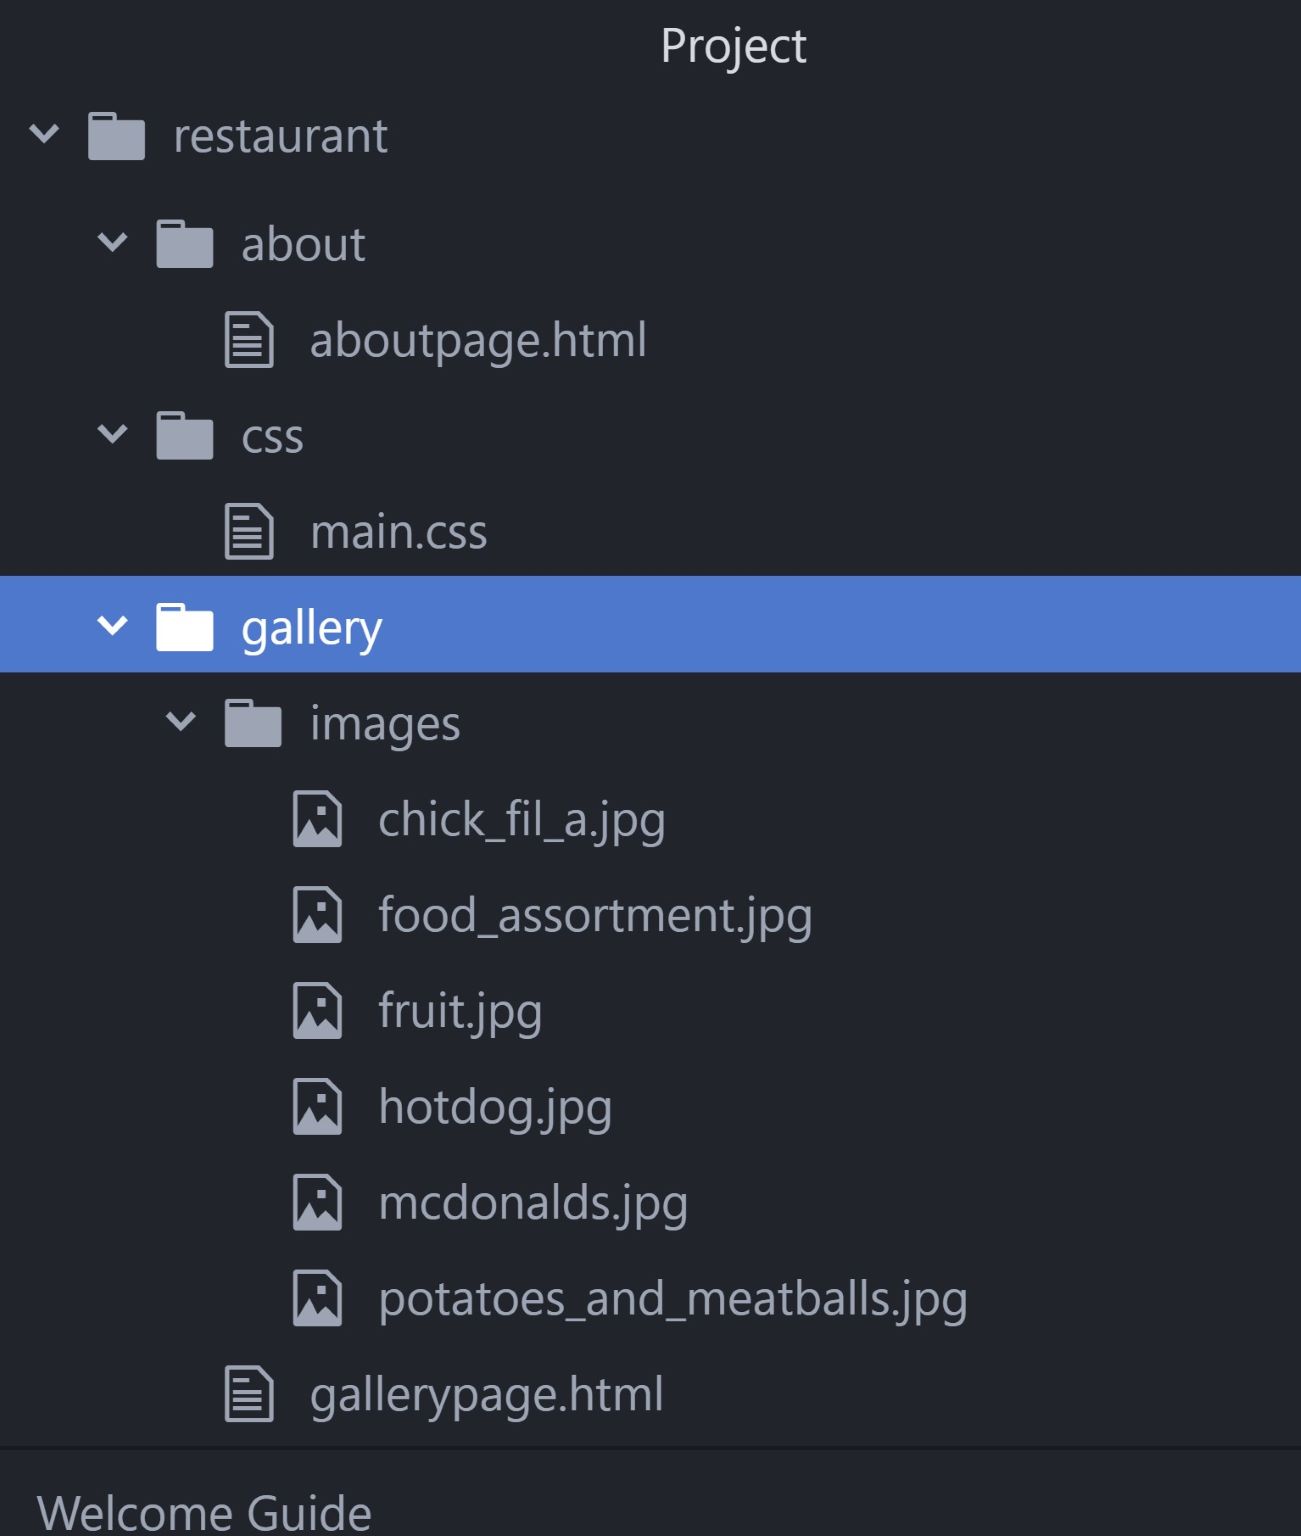 Project
restaurant
about
aboutpage.html
css
main.css
gallery
images
chick_fil_a.jpg
food_assortment.jpg
fruit.jpg
hotdog.jpg
mcdonalds.jpg
potatoes_and_meatballs.jpg
gallerypage.html
Welcome Guide